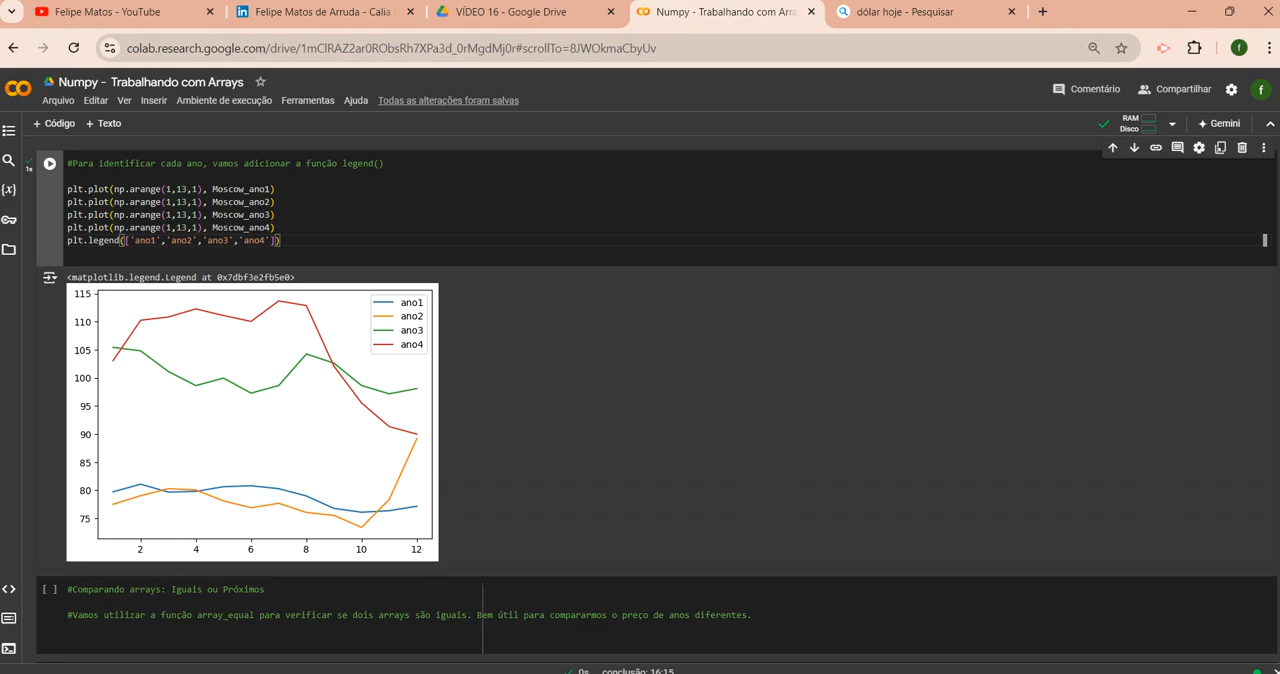 Felipe Matos - YouTube
Felipe Matos de Arruda - Calia
VÍDEO 16 - Google Drive
Numpy - Trabalhando com Arra
dólar hoje - Pesquisar
colab.research.google.com/drive/1mClRAZ2ar0RObsRh7XPa3d_0rMgdMj0r#scrollTo=8JWOkmaCbyUv
f
CO
Numpy - Trabalhando com Arrays
Arquivo Editar Ver Inserir Ambiente de execução Ferramentas Ajuda Todas as alterações foram salvas
Comentário
Compartilhar
f
+ Código + Texto
RAM
Disco
Gemini
{x}
1s
#Para identificar cada ano, vamos adicionar a função legend()
plt.plot(np.arange(1,13,1), Moscow_ano1)
plt.plot(np.arange(1,13,1), Moscow_ano2)
plt.plot(np.arange(1,13,1), Moscow_ano3)
plt.plot(np.arange(1,13,1), Moscow_ano4)
plt.legend(['ano1','ano2','ano3','ano4'])
<matplotlib.legend.Legend at 0x7dbf3e2fb5e0>
115
110
105
100
95
90
85
80
75
2 4 6 8 10 12
ano1
ano2
ano3
ano4
[ ] #Comparando arrays: Iguais ou Próximos
#Vamos utilizar a função array_equal para verificar se dois arrays são iguais. Bem útil para compararmos o preço de anos diferentes.
0s conclusão: 16:15